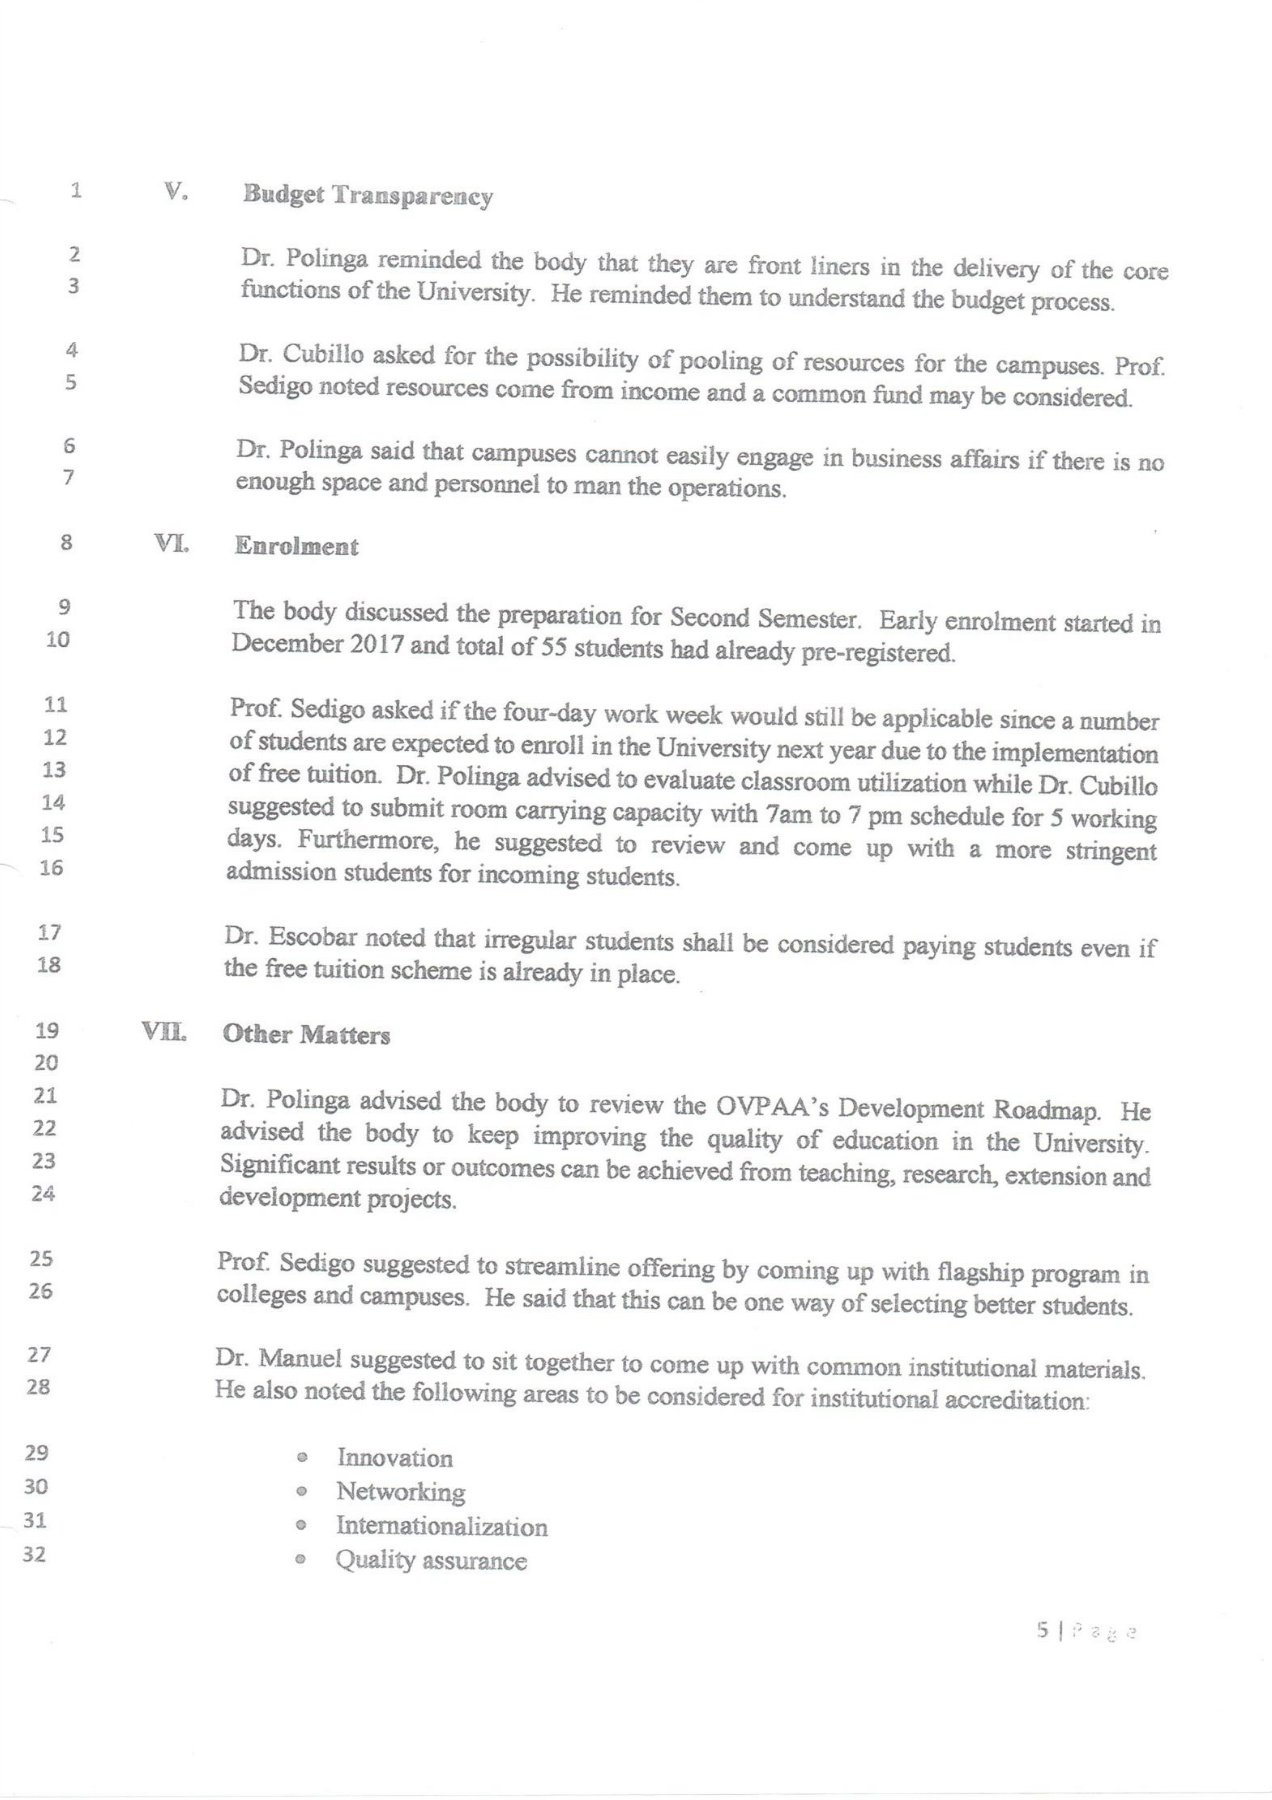 1 V. Budget Transparency
2 Dr. Polinga reminded the body that they are front liners in the delivery of the core
3 functions of the University. He reminded them to understand the budget process.
4 Dr. Cubillo asked for the possibility of pooling of resources for the campuses. Prof.
5 Sedigo noted resources come from income and a common fund may be considered.
6 Dr. Polinga said that campuses cannot easily engage in business affairs if there is no
7 enough space and personnel to man the operations.
8 VI. Enrolment
9 The body discussed the preparation for Second Semester. Early enrolment started in
10 December 2017 and total of 55 students had already pre-registered.
11 Prof. Sedigo asked if the four-day work week would still be applicable since a number
12 of students are expected to enroll in the University next year due to the implementation
13 of free tuition. Dr. Polinga advised to evaluate classroom utilization while Dr. Cubillo
14 suggested to submit room carrying capacity with 7am to 7 pm schedule for 5 working
15 days. Furthermore, he suggested to review and come up with a more stringent
16 admission students for incoming students.
17 Dr. Escobar noted that irregular students shall be considered paying students even if
18 the free tuition scheme is already in place.
19 VII. Other Matters
20
21 Dr. Polinga advised the body to review the OVPAA's Development Roadmap. He
22 advised the body to keep improving the quality of education in the University.
23 Significant results or outcomes can be achieved from teaching, research, extension and
24 development projects.
25 Prof. Sedigo suggested to streamline offering by coming up with flagship program in
26 colleges and campuses. He said that this can be one way of selecting better students.
27 Dr. Manuel suggested to sit together to come up with common institutional materials.
28 He also noted the following areas to be considered for institutional accreditation:
29 • Innovation
30 • Networking
31 • Internationalization
32 • Quality assurance
5 | Page